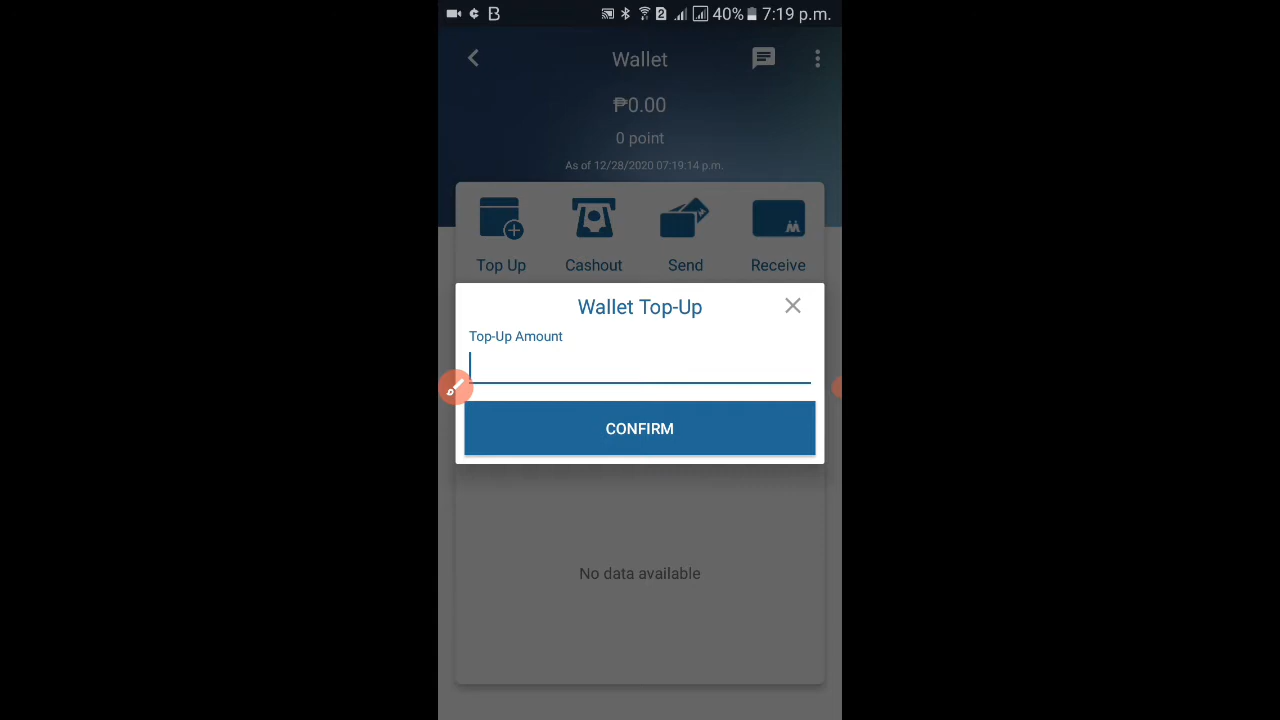 B 2 40% 7:19 p.m.
Wallet
₱0.00
0 point
As of 12/28/2020 07:19.14 p.m.
Top Up Cashout Send Receive
Wallet Top-Up
Top-Up Amount
CONFIRM
No data available